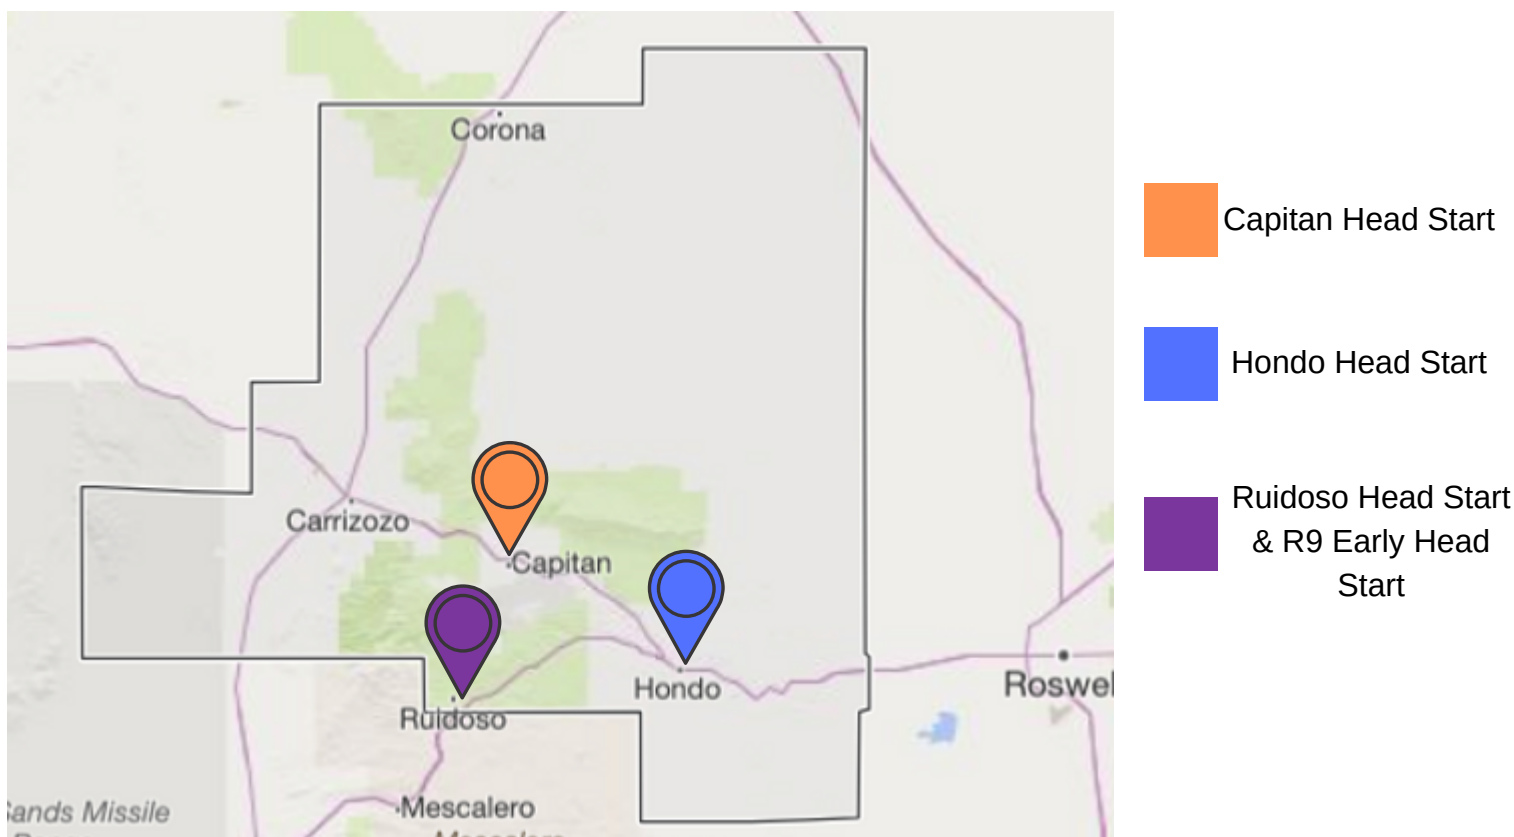 Corona
Carrizozo
Capitan
Hondo
Ruidoso
Roswel
Mescalero
Sands Missile
Capitan Head Start
Hondo Head Start
Ruidoso Head Start
& R9 Early Head
Start